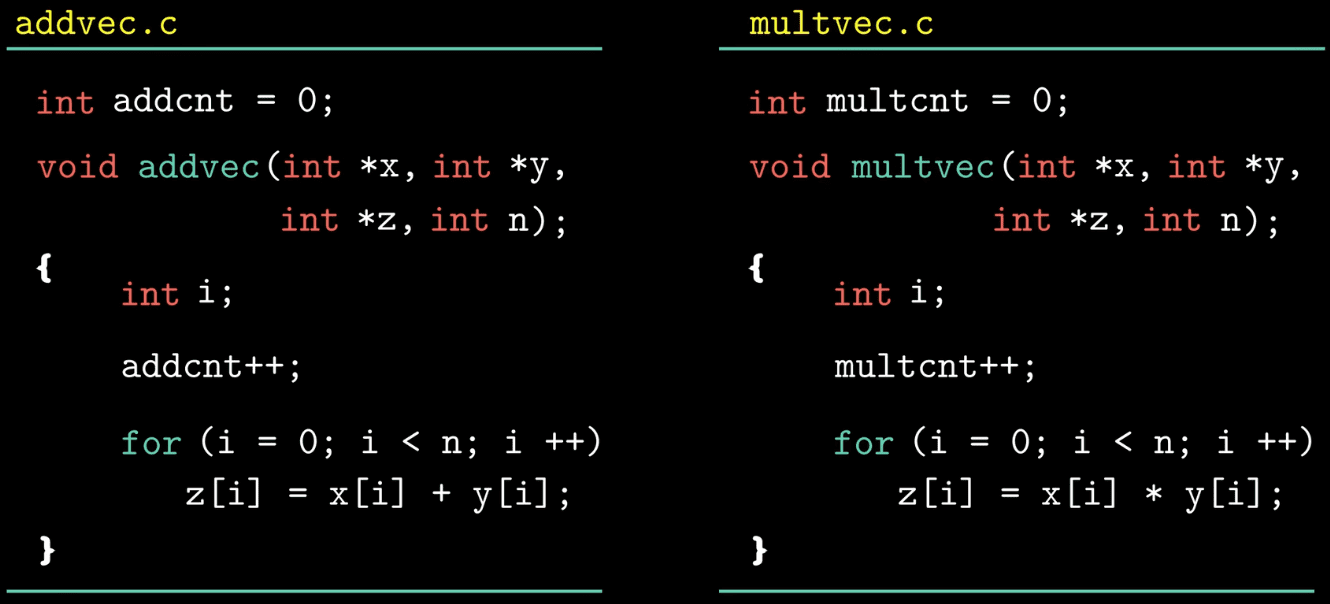 addvec.c
int addcnt = 0;
void addvec(int *x, int *y,
int *z, int n);
{
int i;
addcnt++;
for (i = 0; i < n; i ++)
z[i] = x[i] + y[i];
}
multvec.c
int multcnt = 0;
void multvec(int *x, int *y,
int *z, int n);
{
int i;
multcnt++;
for (i = 0; i < n; i ++)
z[i] = x[i] * y[i];
}